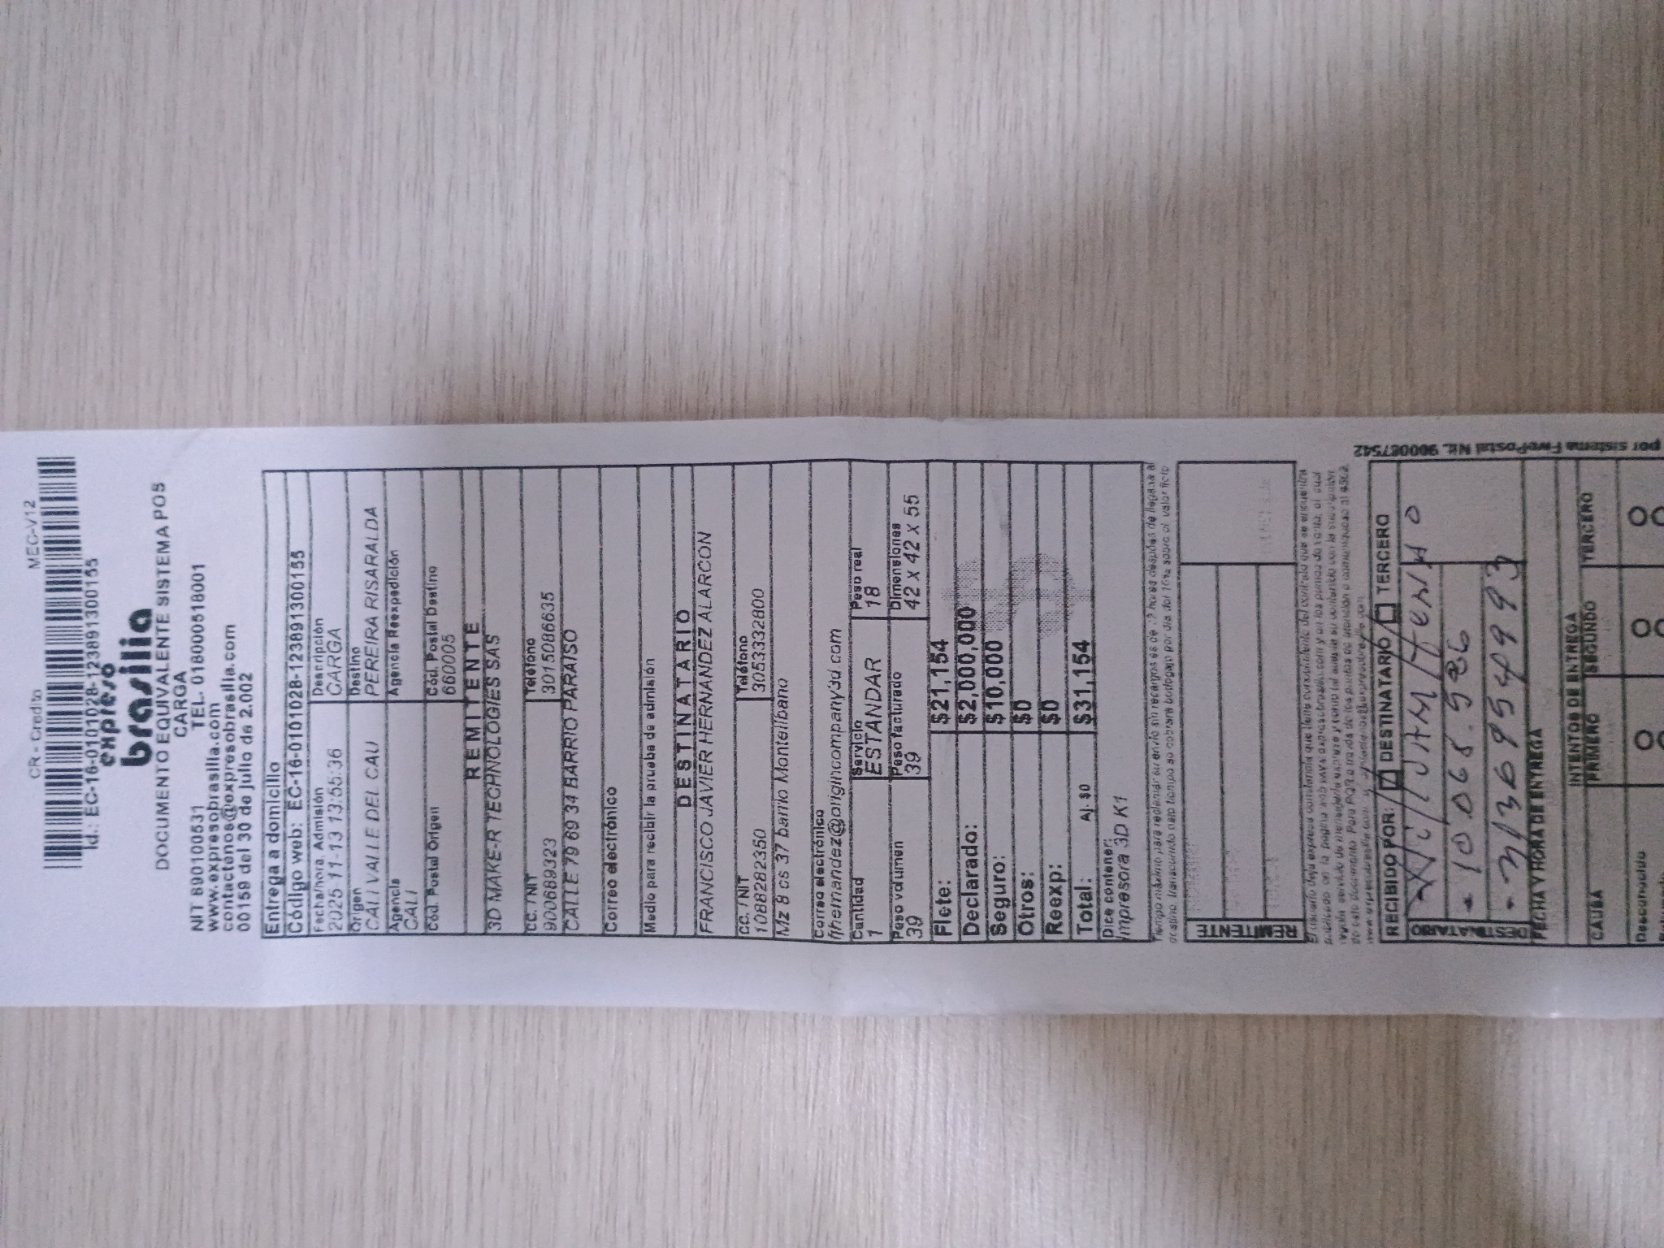 CR - Credito MEC-V12
Id.: EC-16-0101028-123891300155
expreso
brasilia
DOCUMENTO EQUIVALENTE SISTEMA POS
CARGA
NIT 890100531 TEL. 018000518001
www.expresobrasilia.com
contactenos@expresobrasilia.com
00159 del 30 de julio de 2.002
Entrega a domicilio
Código web: EC-16-0101028-123891300155
Fecha/hora Admisión Descripción
2025-11-13 13:55:36 CARGA
Origen Destino
CALI VALLE DEL CAU PEREIRA RISARALDA
Agencia Agencia Reexpedición
CALI
Cód. Postal Origen Cód. Postal Destino
660005
REMITENTE
3D MAKE-R TECHNOLOGIES SAS
CC. / NIT Teléfono
900689323 3015086635
CALLE 79 69 34 BARRIO PARAISO
Correo electrónico
Medio para recibir la prueba de admisión
DESTINATARIO
FRANCISCO JAVIER HERNANDEZ ALARCON
CC. / NIT Teléfono
1088282350 3053332800
Mz 8 cs 37 barrio Montelibano
Correo electrónico
fjhernandez@origincompany3d.com
Cantidad Servicio Peso real
1 ESTANDAR 18
Peso volumen Peso facturado Dimensiones
39 39 42 x 42 x 55
Flete: $21,154
Declarado: $2,000,000
Seguro: $10,000
Otros: $0
Reexp: $0
Total: Aj. $0 $31,154
Dice contener:
Impresora 3D K1
REMITENTE
RECIBIDO POR: DESTINATARIO TERCERO
DESTINATARIO
3136954993
FECHA Y HORA DE ENTREGA
INTENTOS DE ENTREGA
CAUSA PRIMERO SEGUNDO TERCERO
Desocupado
por sistema FivePostal Nit. 900087542